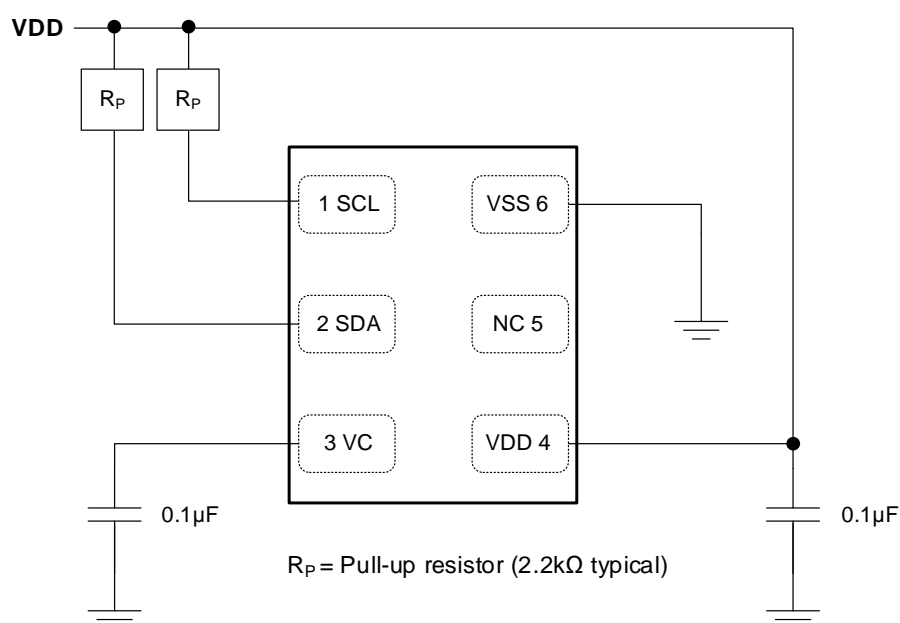 VDD
RP
RP
1 SCL
VSS 6
2 SDA
NC 5
3 VC
VDD 4
0.1µF
0.1µF
RP = Pull-up resistor (2.2kΩ typical)